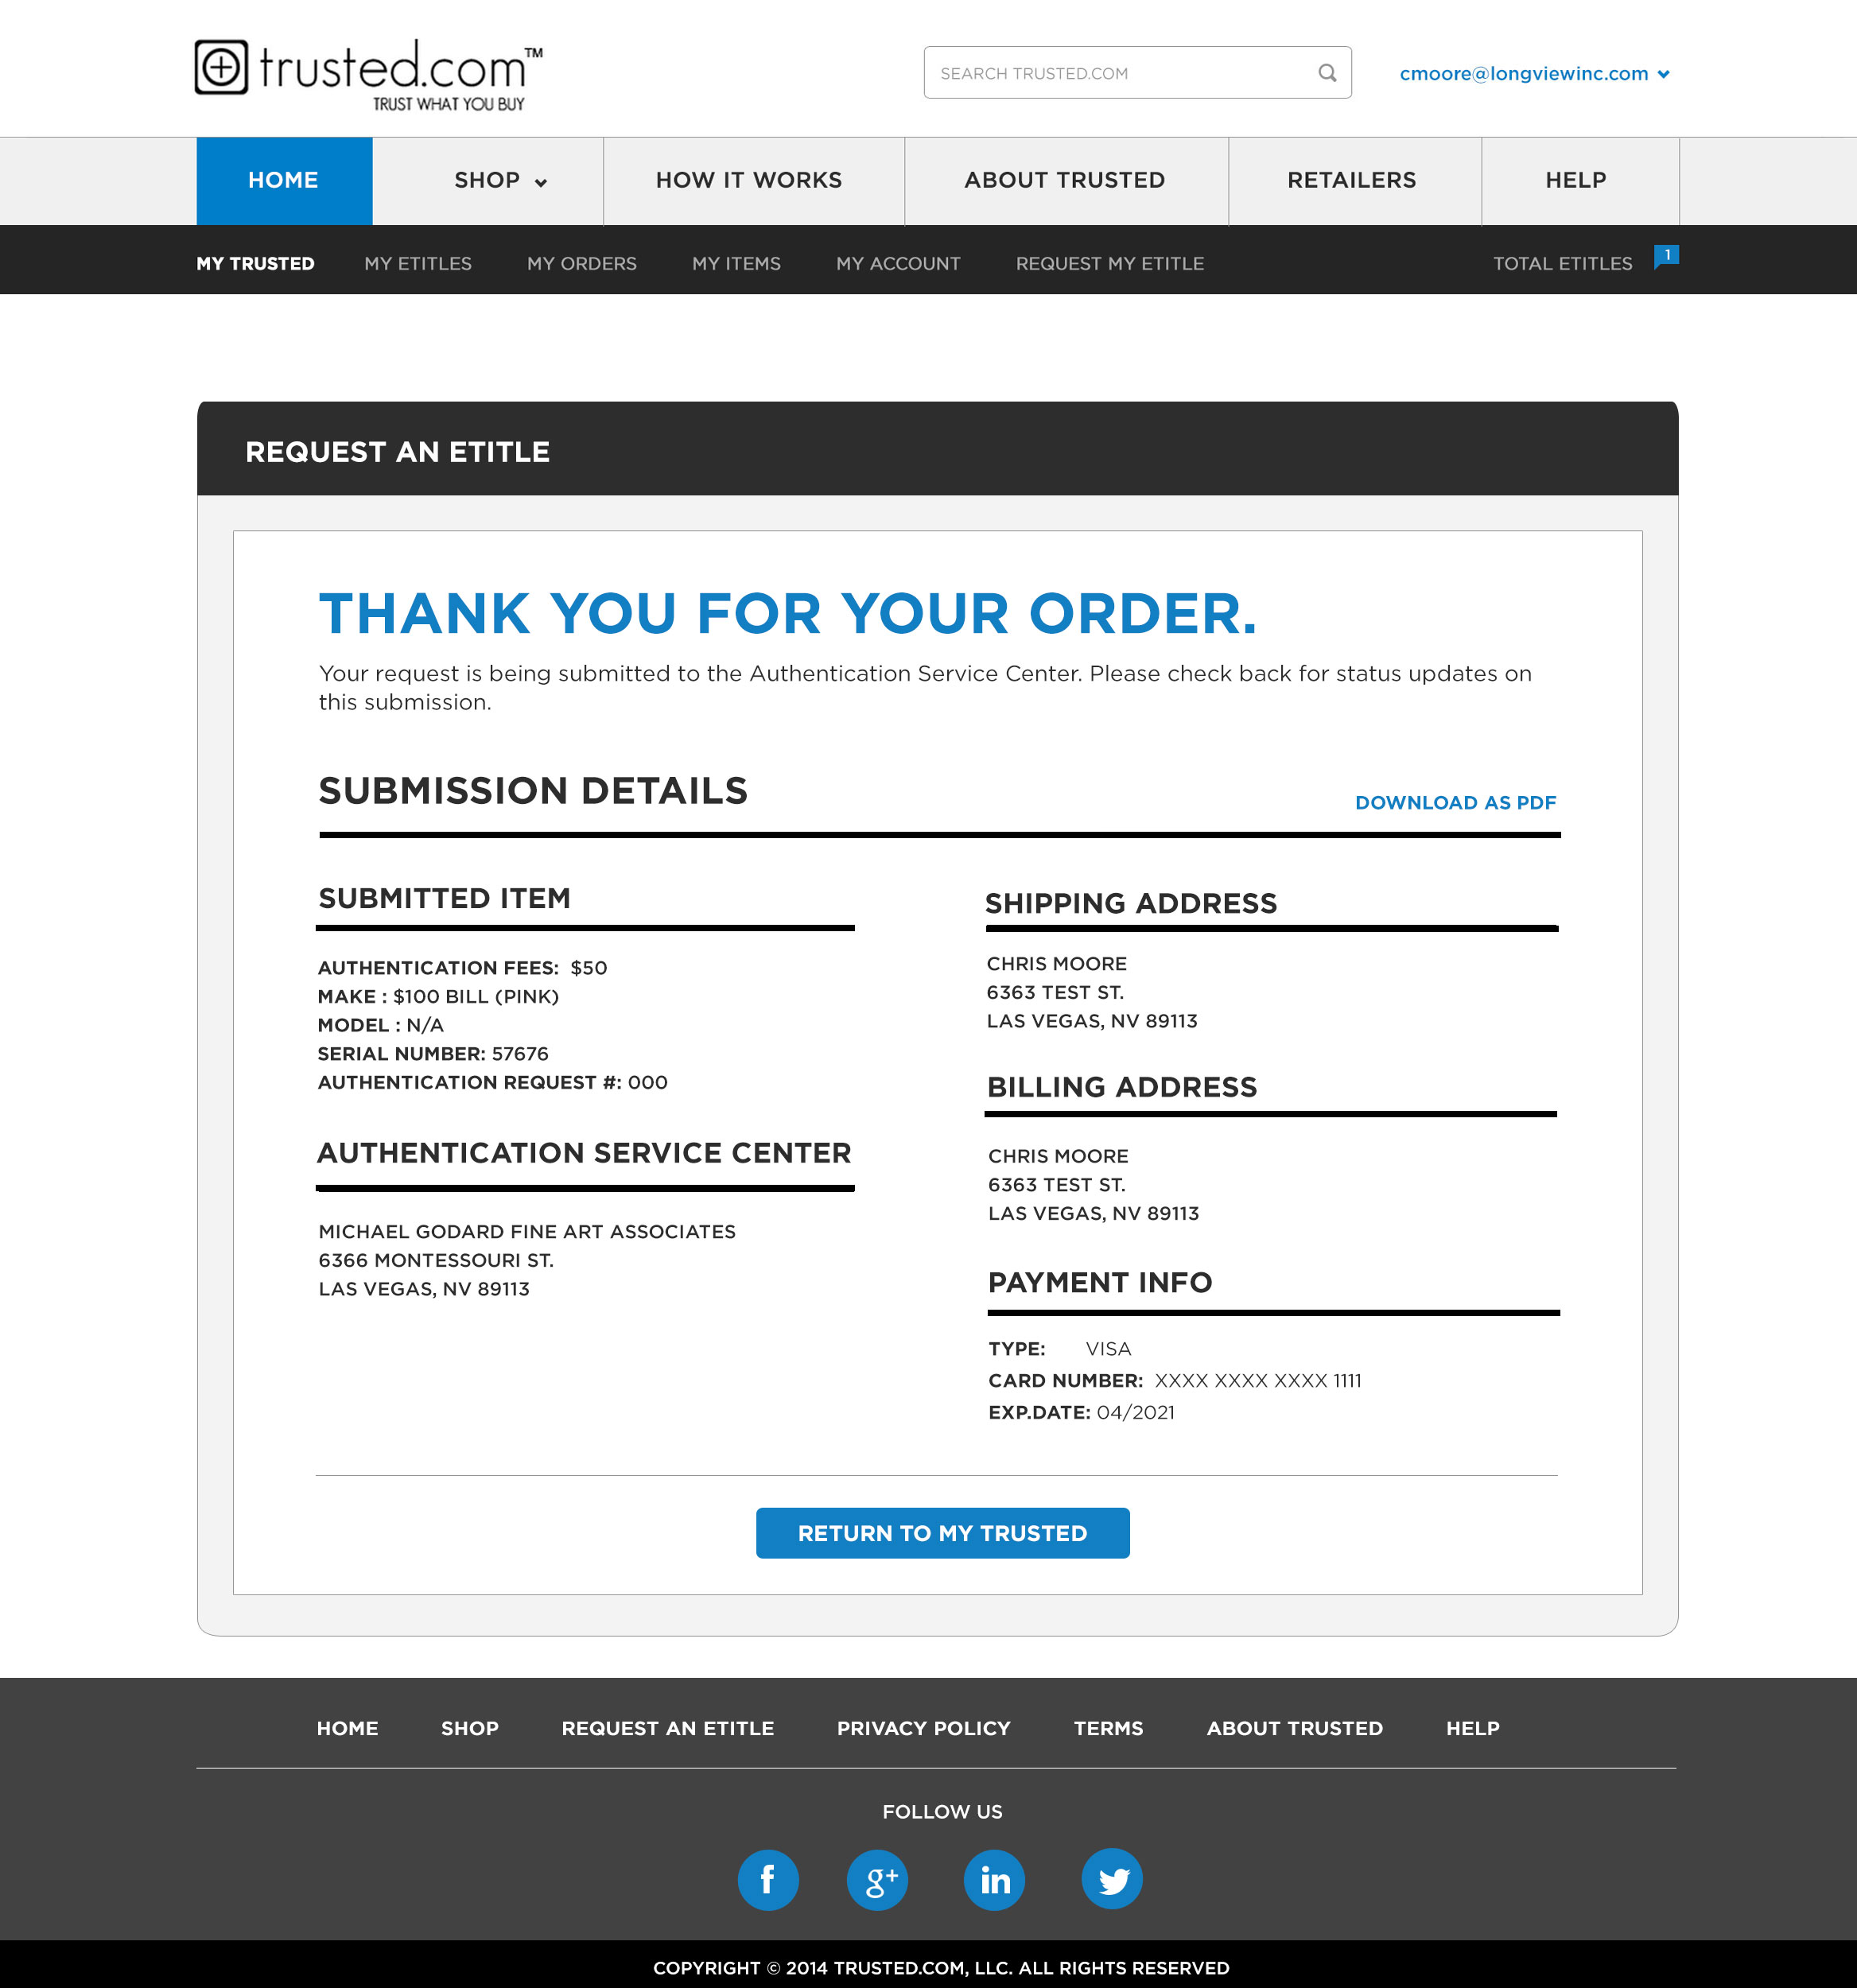 trusted.com™
TRUST WHAT YOU BUY
SEARCH TRUSTED.COM
cmoore@longviewinc.com
HOME
SHOP
HOW IT WORKS
ABOUT TRUSTED
RETAILERS
HELP
MY TRUSTED
MY ETITLES
MY ORDERS
MY ITEMS
MY ACCOUNT
REQUEST MY ETITLE
TOTAL ETITLES
1
REQUEST AN ETITLE
THANK YOU FOR YOUR ORDER.
Your request is being submitted to the Authentication Service Center. Please check back for status updates on
this submission.
SUBMISSION DETAILS
DOWNLOAD AS PDF
SUBMITTED ITEM
AUTHENTICATION FEES: $50
MAKE : $100 BILL (PINK)
MODEL : N/A
SERIAL NUMBER: 57676
AUTHENTICATION REQUEST #: 000
AUTHENTICATION SERVICE CENTER
MICHAEL GODARD FINE ART ASSOCIATES
6366 MONTESSOURI ST.
LAS VEGAS, NV 89113
SHIPPING ADDRESS
CHRIS MOORE
6363 TEST ST.
LAS VEGAS, NV 89113
BILLING ADDRESS
CHRIS MOORE
6363 TEST ST.
LAS VEGAS, NV 89113
PAYMENT INFO
TYPE: VISA
CARD NUMBER: XXXX XXXX XXXX 1111
EXP.DATE: 04/2021
RETURN TO MY TRUSTED
HOME
SHOP
REQUEST AN ETITLE
PRIVACY POLICY
TERMS
ABOUT TRUSTED
HELP
FOLLOW US
f
g+
in
COPYRIGHT © 2014 TRUSTED.COM, LLC. ALL RIGHTS RESERVED